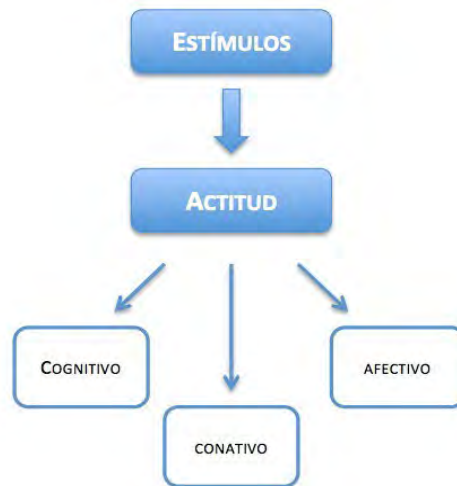 ESTÍMULOS
ACTITUD
COGNITIVO
AFECTIVO
CONATIVO